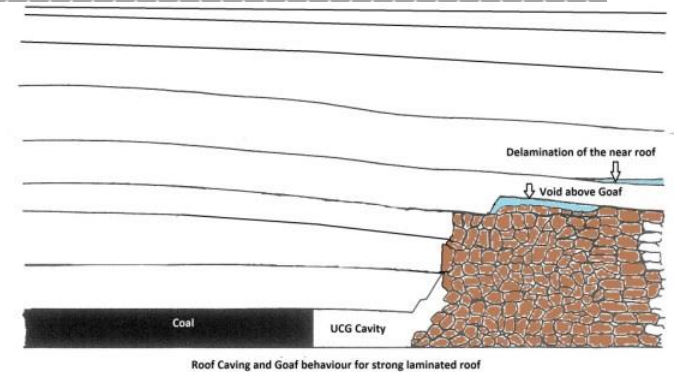 Delamination of the near roof
Void above Goaf
Coal
UCG Cavity
Roof Caving and Goaf behaviour for strong laminated roof